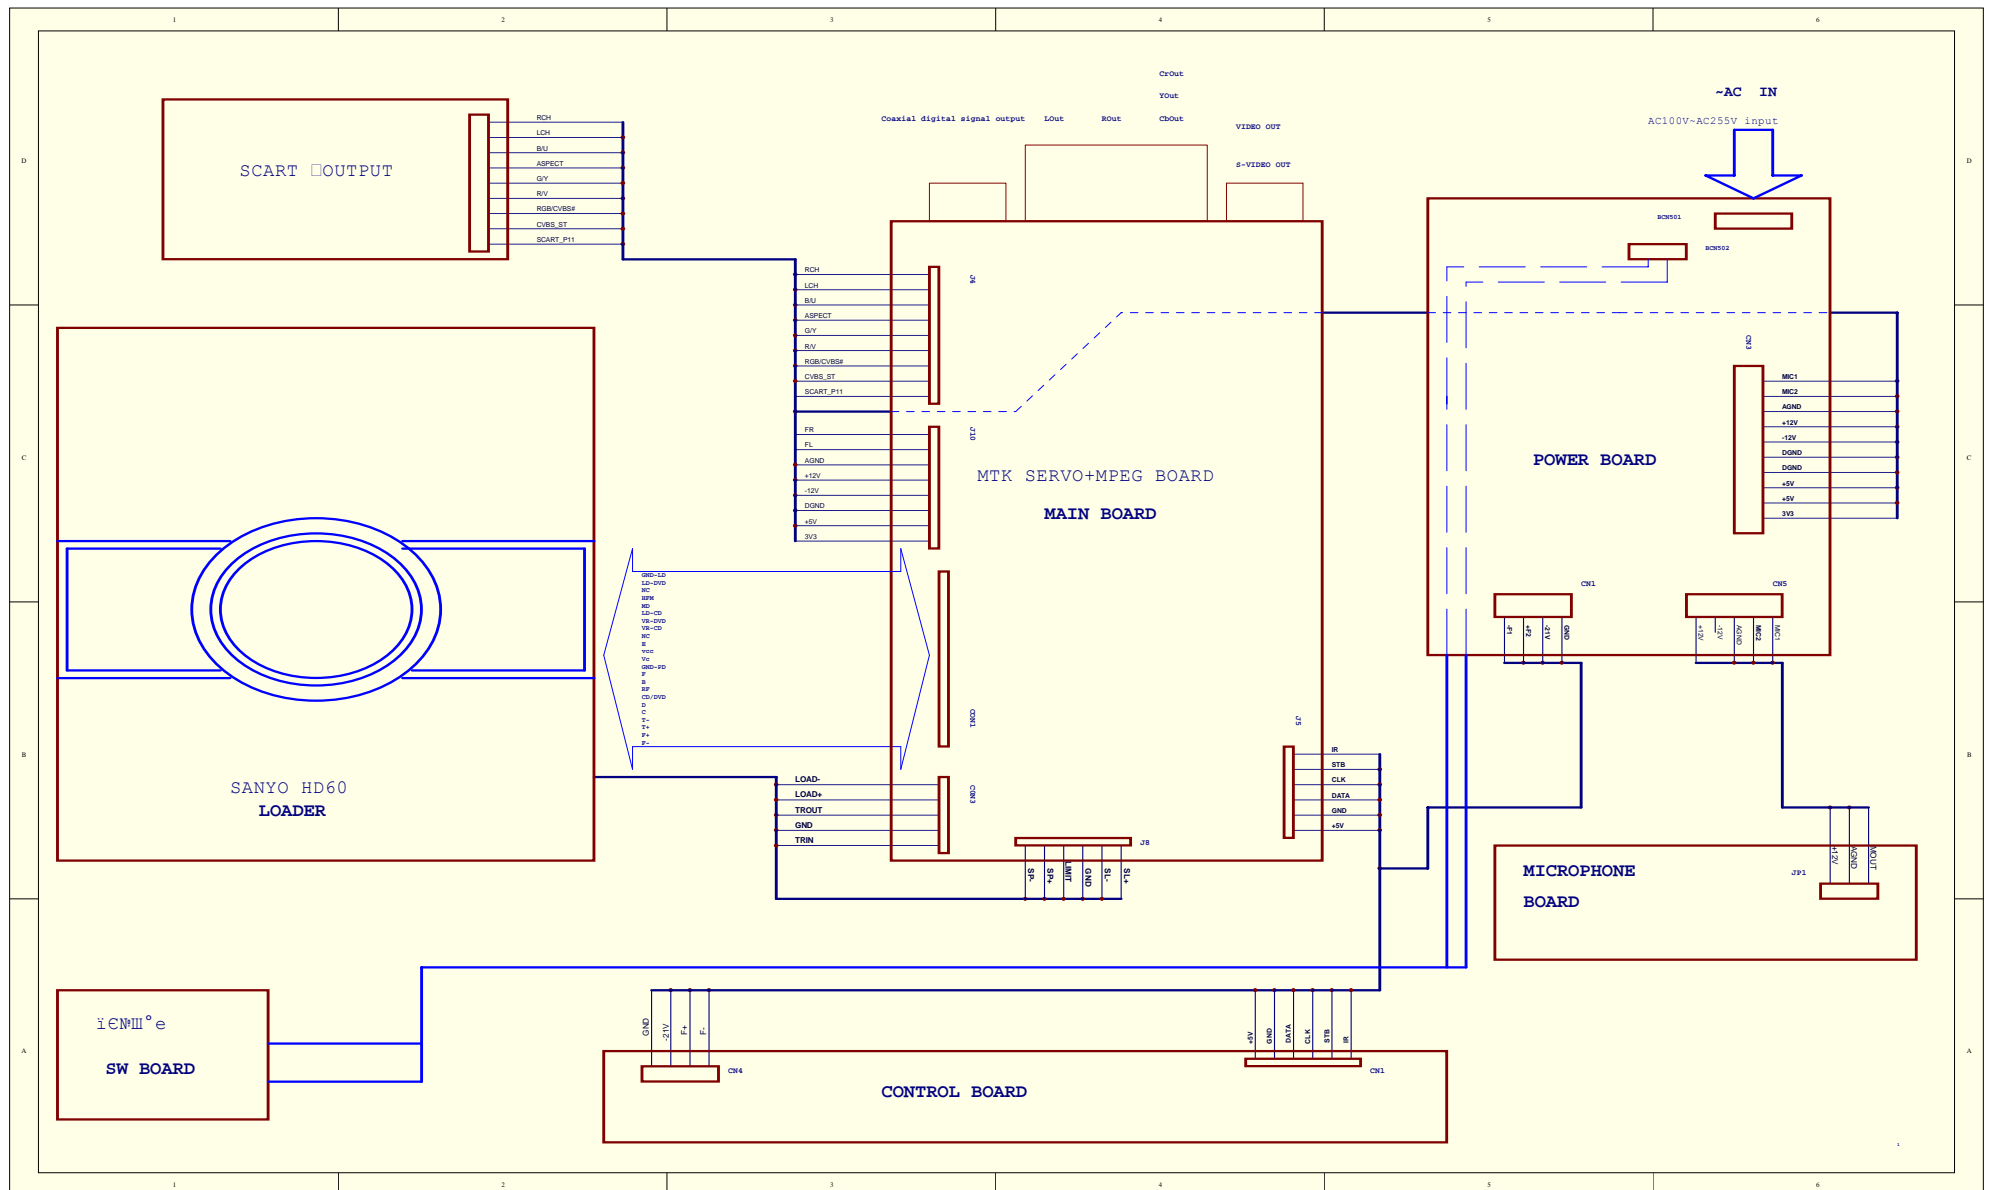 1 2 3 4 5 6
D
C
B
A
D
C
B
A
SCART □OUTPUT
RCH
LCH
B/U
ASPECT
G/Y
R/V
RGB/CVBS#
CVBS_ST
SCART_P11
CrOut
YOut
Coaxial digital signal output LOut ROut CbOut
VIDEO OUT
S-VIDEO OUT
~AC IN
AC100V~AC255V input
BCN501
BCN502
RCH
LCH
B/U
ASPECT
G/Y
R/V
RGB/CVBS#
CVBS_ST
SCART_P11
J6
FR
FL
AGND
+12V
-12V
DGND
+5V
3V3
J10
MTK SERVO+MPEG BOARD
MAIN BOARD
CN3
MIC1
MIC2
AGND
+12V
-12V
DGND
DGND
+5V
+5V
3V3
POWER BOARD
CN1
-F1
+F2
-21V
GND
CN5
+12V
-12V
AGND
MIC2
MIC1
GND-LD
LD-DVD
NC
HFM
MD
LD-CD
VR-DVD
VR-CD
NC
E
vcc
Vc
GND-PD
F
B
RF
CD/DVD
D
C
T-
T+
F+
F-
CON1
SANYO HD60
LOADER
LOAD-
LOAD+
TROUT
GND
TRIN
CON3
J5
IR
STB
CLK
DATA
GND
+5V
J8
SP-
SP+
LIMIT
GND
SL-
SL+
MICROPHONE
BOARD
JP1
+12V
AGND
MOUT
SW BOARD
GND
-21V
F+
F-
CN4
+5V
GND
DATA
CLK
STB
IR
CN1
CONTROL BOARD
1 2 3 4 5 6